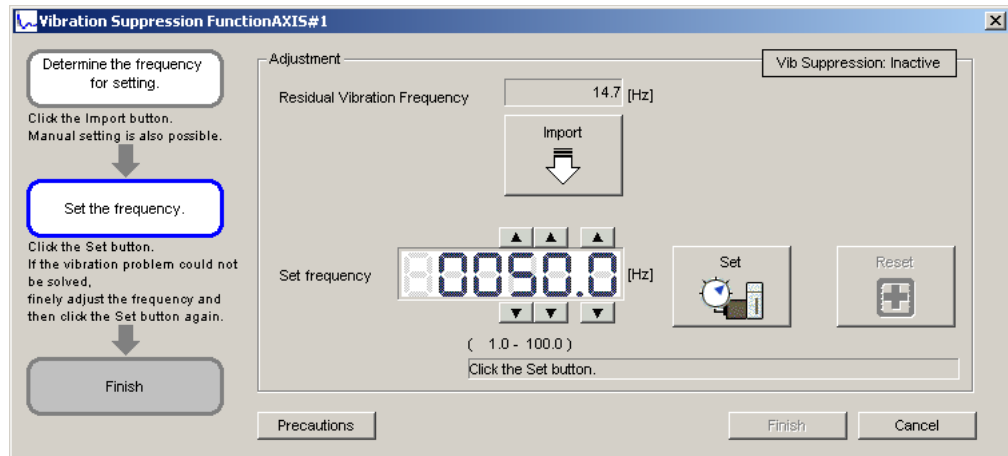 Vibration Suppression FunctionAXIS#1
Determine the frequency
for setting.
Click the Import button.
Manual setting is also possible.
Set the frequency.
Click the Set button.
If the vibration problem could not
be solved,
finely adjust the frequency and
then click the Set button again.
Finish
Adjustment
Vib Suppression: Inactive
Residual Vibration Frequency 14.7 [Hz]
Import
Set frequency 0050.0 [Hz]
Set
Reset
( 1.0 - 100.0 )
Click the Set button.
Precautions
Finish
Cancel